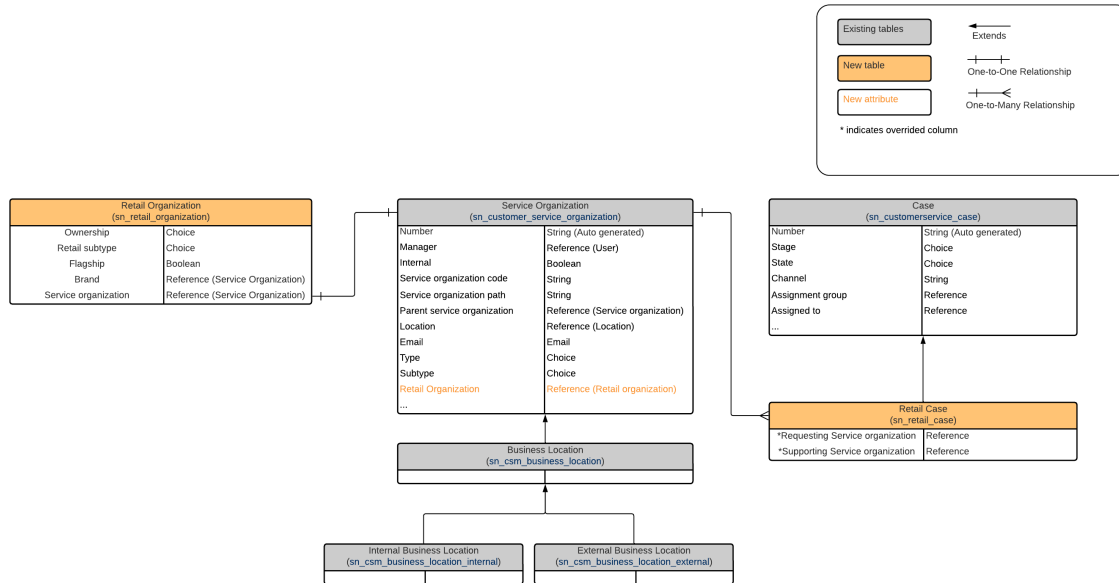 Existing tables
Extends
New table
One-to-One Relationship
New attribute
One-to-Many Relationship
* indicates overrided column
Retail Organization
(sn_retail_organization)
Ownership Choice
Retail subtype Choice
Flagship Boolean
Brand Reference (Service Organization)
Service organization Reference (Service Organization)
Service Organization
(sn_customer_service_organization)
Number String (Auto generated)
Manager Reference (User)
Internal Boolean
Service organization code String
Service organization path String
Parent service organization Reference (Service organization)
Location Reference (Location)
Email Email
Type Choice
Subtype Choice
Retail Organization Reference (Retail organization)
...
Case
(sn_customerservice_case)
Number String (Auto generated)
Stage Choice
State Choice
Channel String
Assignment group Reference
Assigned to Reference
...
Retail Case
(sn_retail_case)
*Requesting Service organization Reference
*Supporting Service organization Reference
Business Location
(sn_csm_business_location)
Internal Business Location
(sn_csm_business_location_internal)
External Business Location
(sn_csm_business_location_external)